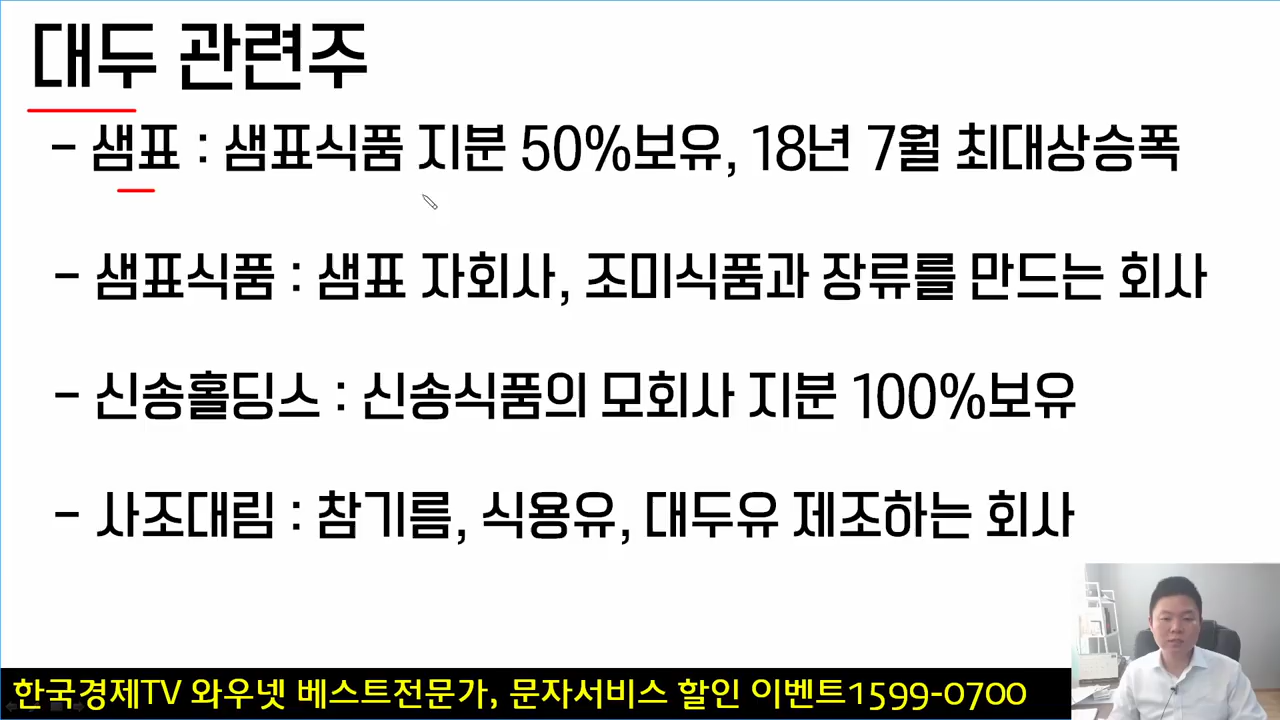 대두 관련주
- 샘표 : 샘표식품 지분 50%보유, 18년 7월 최대상승폭
- 샘표식품 : 샘표 자회사, 조미식품과 장류를 만드는 회사
- 신송홀딩스 : 신송식품의 모회사 지분 100%보유
- 사조대림 : 참기름, 식용유, 대두유 제조하는 회사
한국경제TV 와우넷 베스트전문가, 문자서비스 할인 이벤트1599-0700